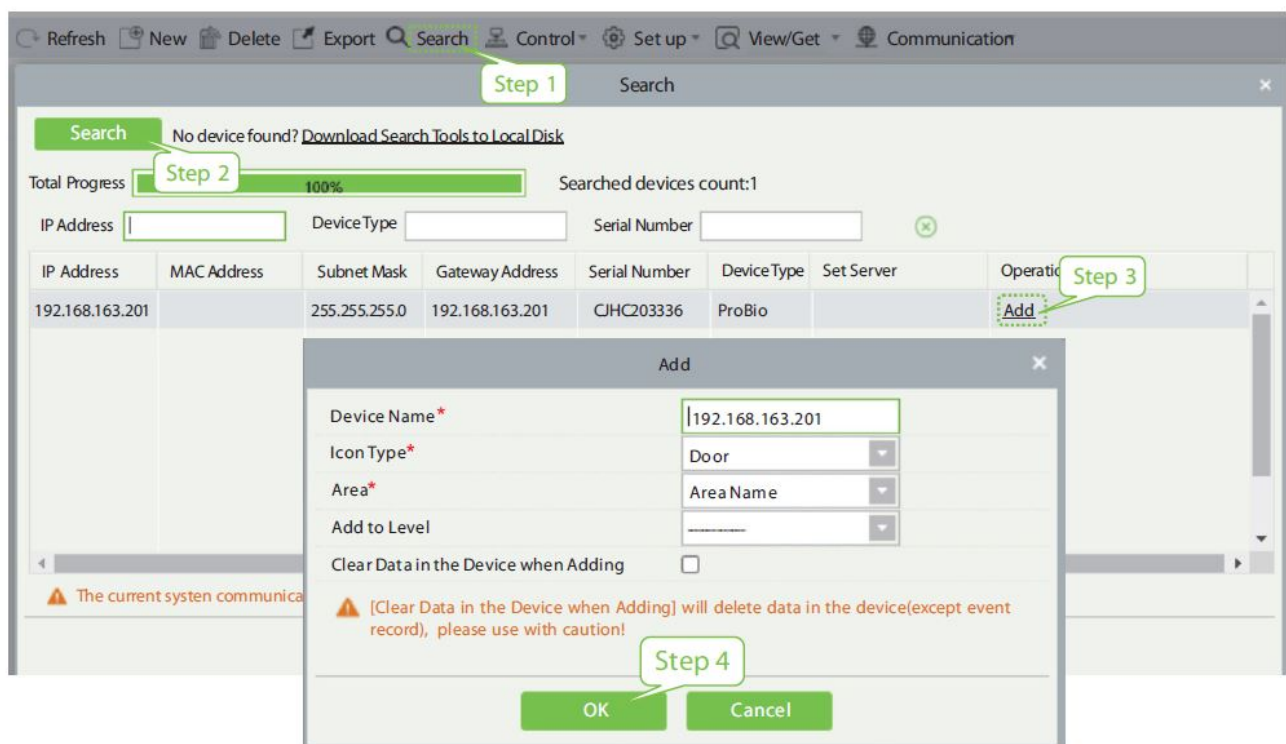 Refresh New Delete Export Search Control Set up View/Get Communication
Step 1
Search
Search No device found? Download Search Tools to Local Disk
Step 2
Total Progress 100% Searched devices count:1
IP Address Device Type Serial Number
IP Address MAC Address Subnet Mask Gateway Address Serial Number Device Type Set Server
Step 3
192.168.163.201 255.255.255.0 192.168.163.201 CJHC203336 ProBio Add
Add
Device Name* 192.168.163.201
Icon Type* Door
Area* Area Name
Add to Level ----------
Clear Data in the Device when Adding
The current systen communica
[Clear Data in the Device when Adding] will delete data in the device(except event
record), please use with caution!
Step 4
OK Cancel